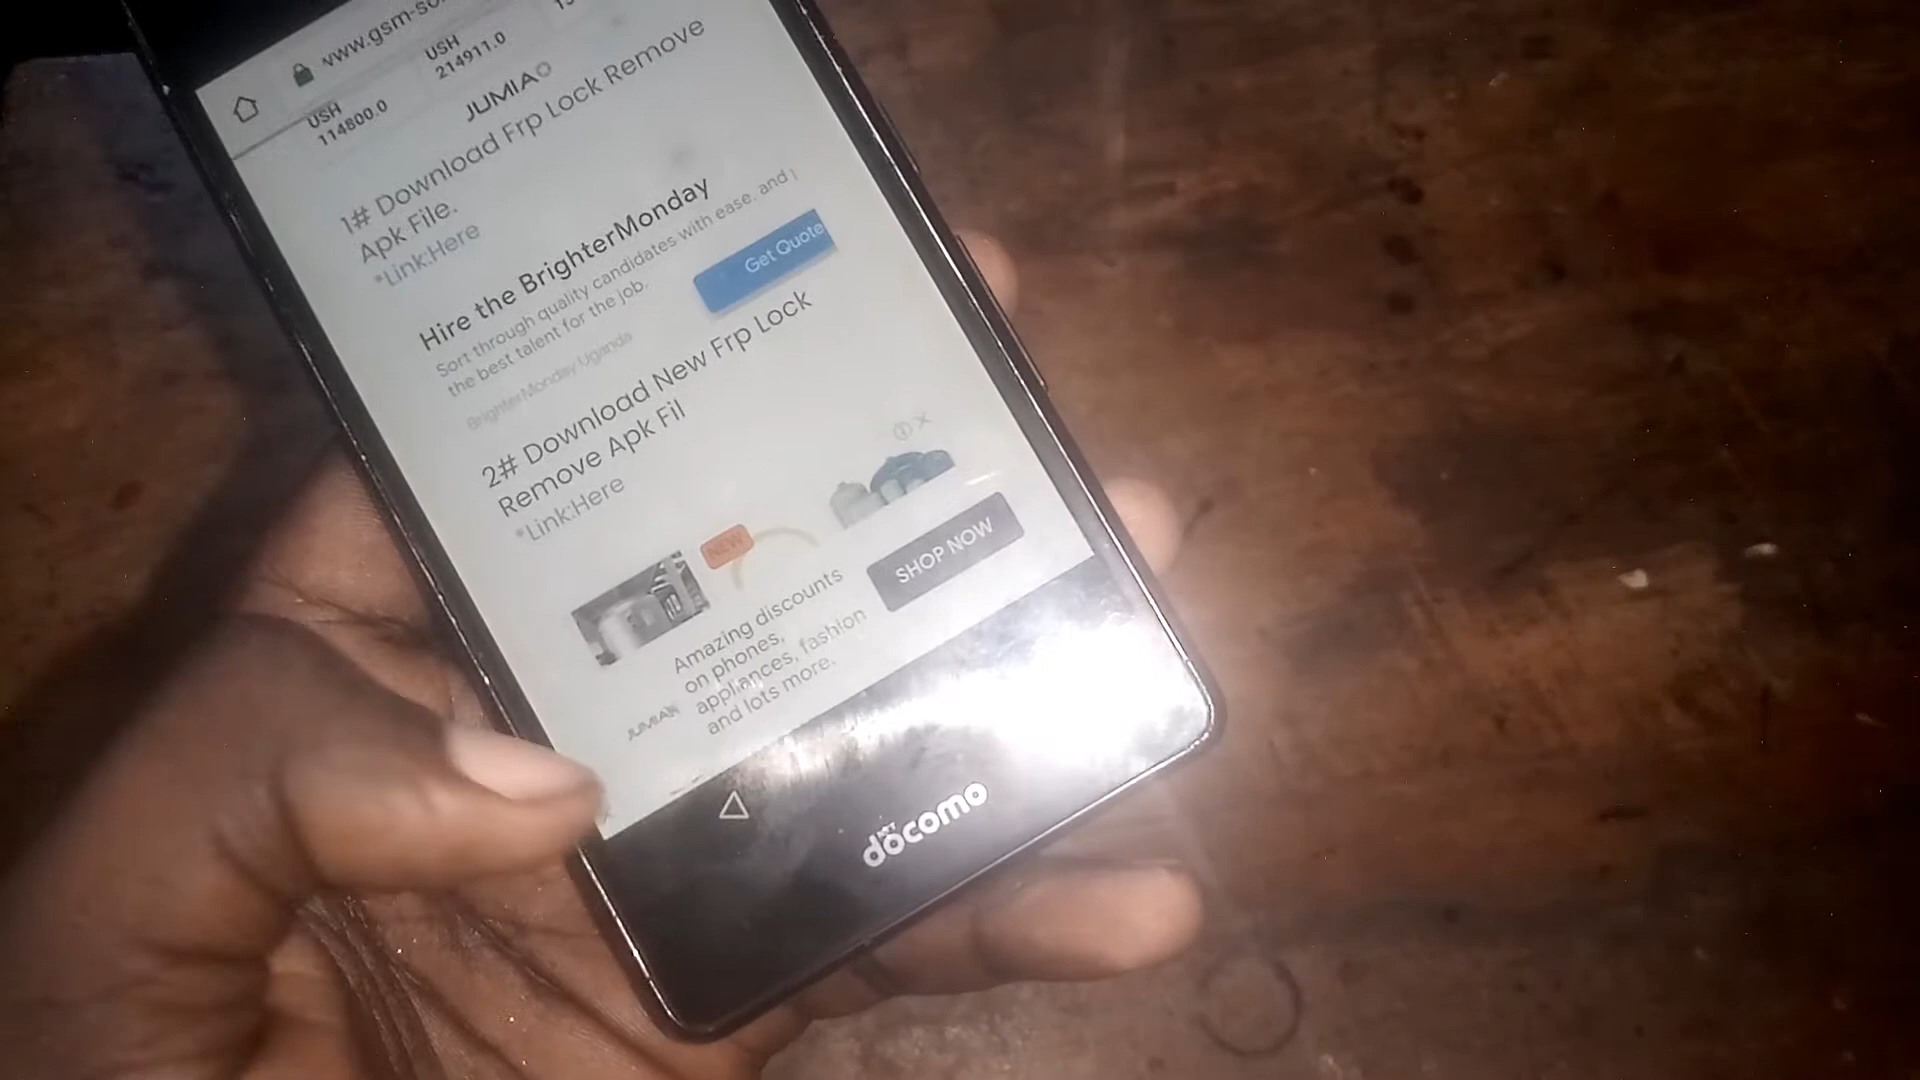 www.gsm-so
USH
114800.0
USH
214911.0
JUMIA
1# Download Frp Lock Remove
Apk File.
*Link:Here
Hire the BrighterMonday
Sort through quality candidates with ease, and
the best talent for the job.
BrighterMonday Uganda
Get Quote
2# Download New Frp Lock
Remove Apk Fil
*Link:Here
NEW
Amazing discounts
on phones,
appliances, fashion
and lots more.
JUMIA
SHOP NOW
NTT
docomo